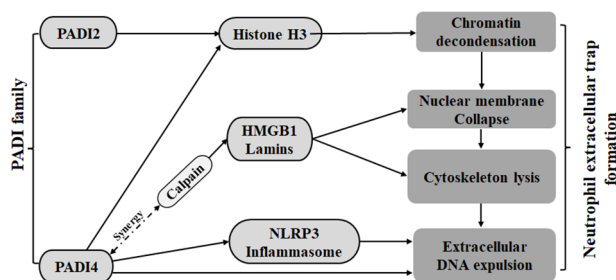 PADI family
PADI2
PADI4
Synergy
Calpain
Histone H3
HMGB1
Lamins
NLRP3
Inflammasome
Chromatin
decondensation
Nuclear membrane
Collapse
Cytoskeleton lysis
Extracellular
DNA expulsion
Neutrophil extracellular trap
formation